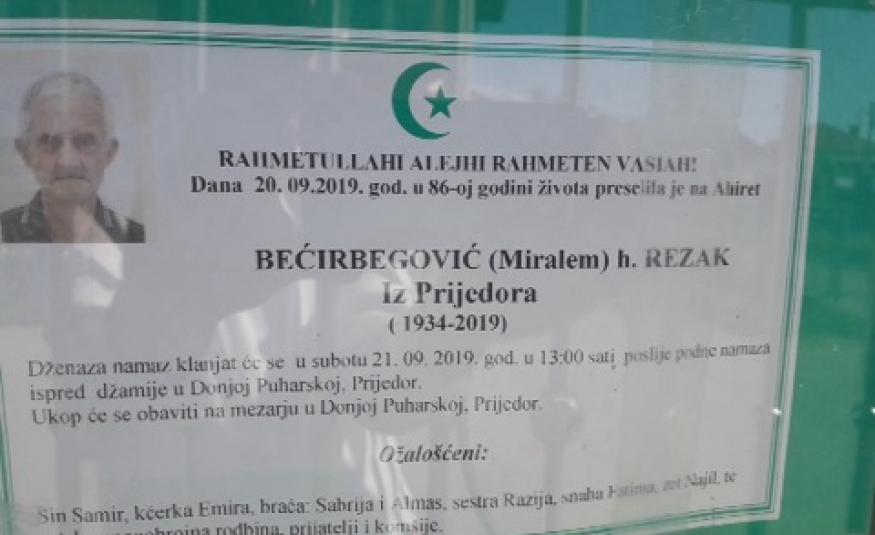 RAHMETULLAHI ALEJHI RAHMETEN VASIAH!
Dana 20. 09.2019. god. u 86-oj godini života preselila je na Ahiret
BEĆIRBEGOVIĆ (Miralem) h. REZAK
Iz Prijedora
( 1934-2019)
Dženaza namaz klanjat će se u subotu 21. 09. 2019. god. u 13:00 sati poslije podne namaza
ispred džamije u Donjoj Puharskoj, Prijedor.
Ukop će se obaviti na mezarju u Donjoj Puharskoj, Prijedor.
Ožalošćeni:
Sin Samir, kćerka Emira, braća: Sabrija i Almas, sestra Razija, snaha Fatima, zet Najil, te
rodbina, prijatelji i komšije.